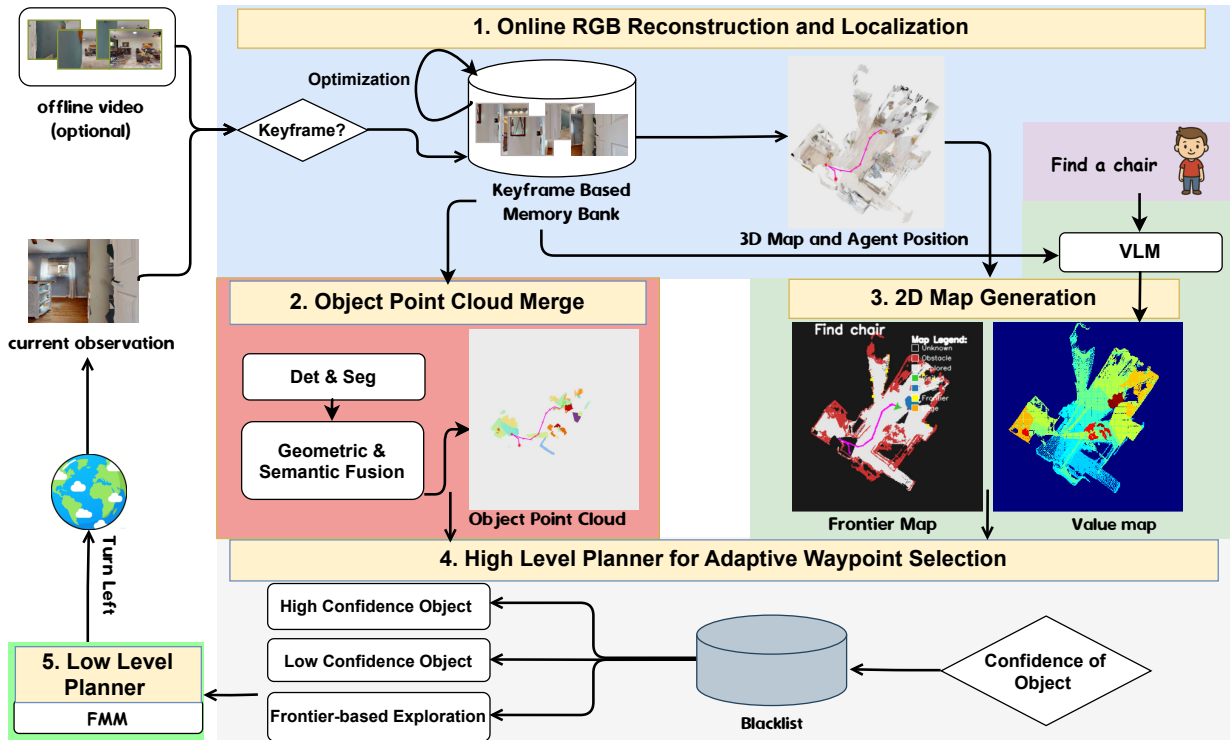 1. Online RGB Reconstruction and Localization
offline video
(optional)
Keyframe?
Optimization
Keyframe Based
Memory Bank
3D Map and Agent Position
Find a chair
VLM
current observation
2. Object Point Cloud Merge
Det & Seg
Geometric &
Semantic Fusion
Object Point Cloud
3. 2D Map Generation
Find chair
Map Legend:
Unknown
Obstacle
Frontier
Frontier Map
Value map
4. High Level Planner for Adaptive Waypoint Selection
High Confidence Object
Low Confidence Object
Frontier-based Exploration
Blacklist
Confidence of
Object
Turn Left
5. Low Level
Planner
FMM